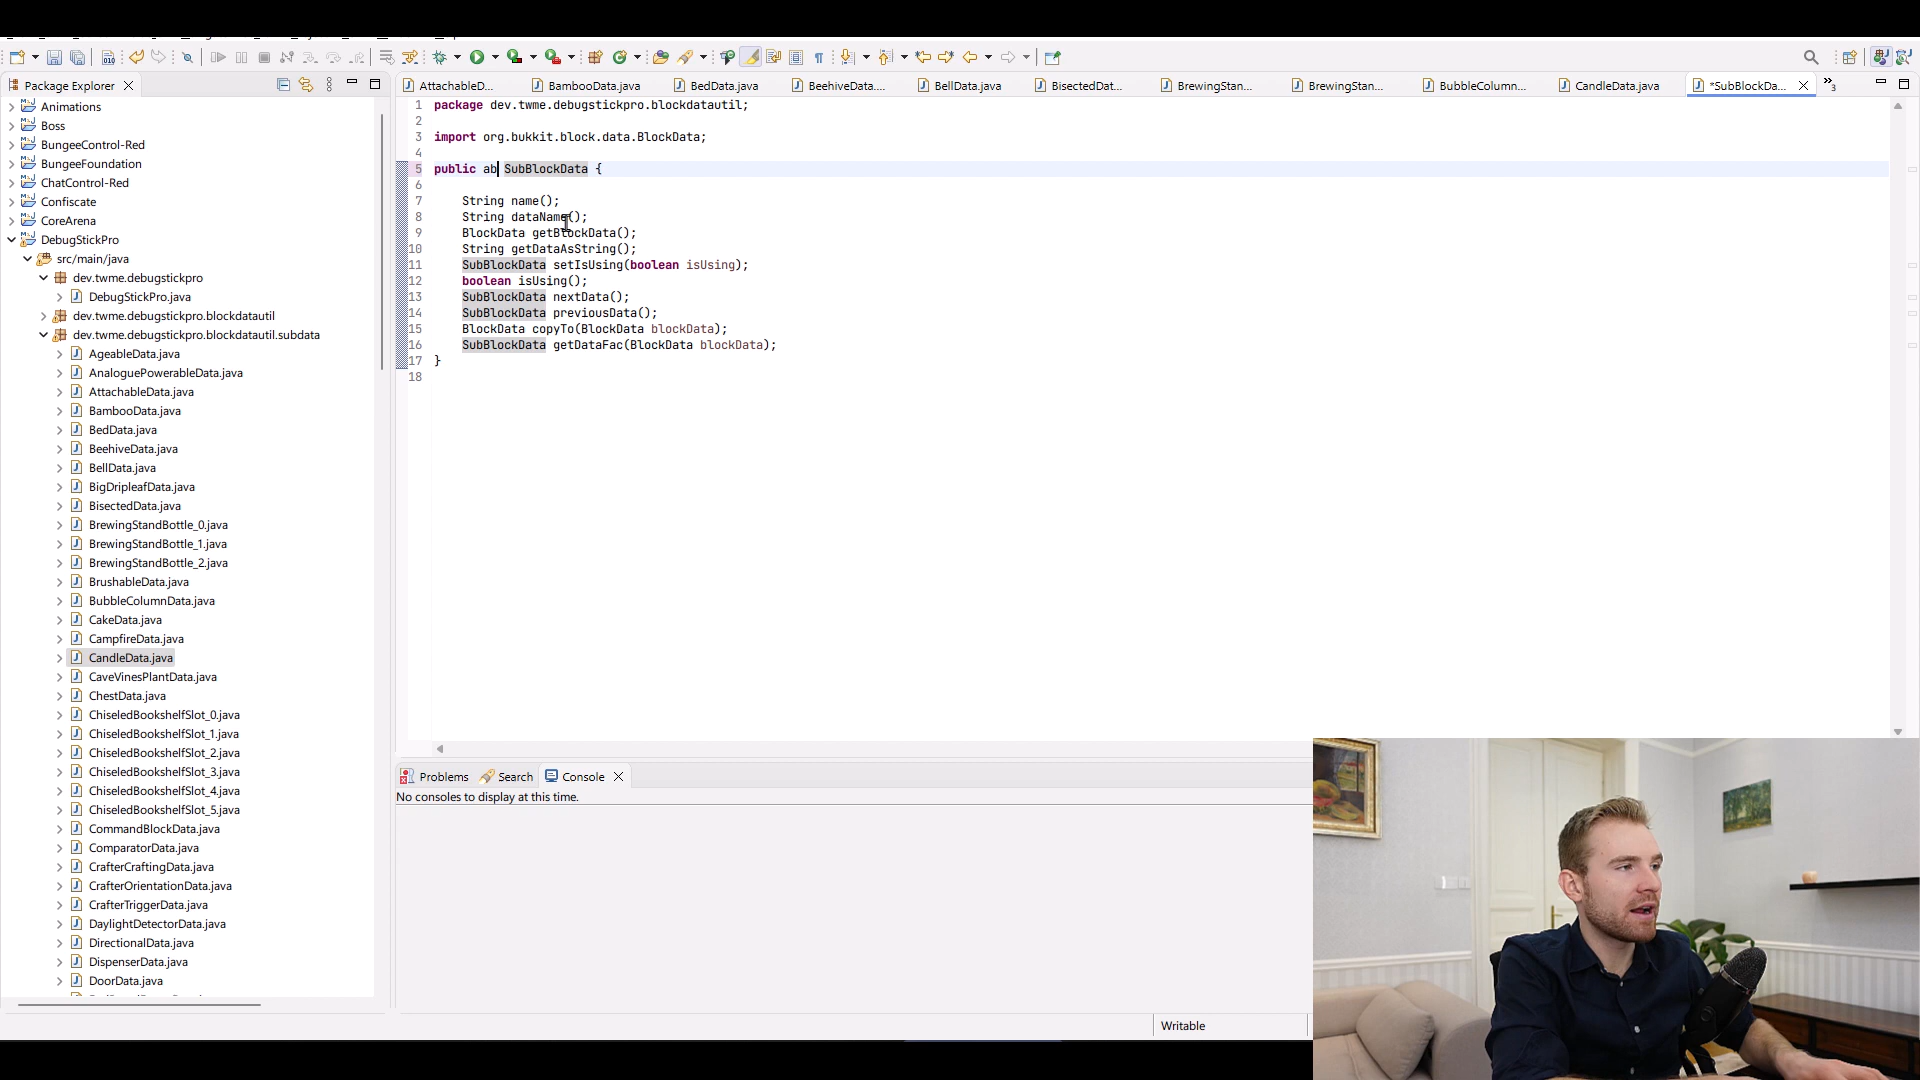 Package Explorer
Animations
Boss
BungeeControl-Red
BungeeFoundation
ChatControl-Red
Confiscate
CoreArena
DebugStickPro
src/main/java
dev.twme.debugstickpro
DebugStickPro.java
dev.twme.debugstickpro.blockdatautil
dev.twme.debugstickpro.blockdatautil.subdata
AgeableData.java
AnaloguePowerableData.java
AttachableData.java
BambooData.java
BedData.java
BeehiveData.java
BellData.java
BigDripleafData.java
BisectedData.java
BrewingStandBottle_0.java
BrewingStandBottle_1.java
BrewingStandBottle_2.java
BrushableData.java
BubbleColumnData.java
CakeData.java
CampfireData.java
CandleData.java
CaveVinesPlantData.java
ChestData.java
ChiseledBookshelfSlot_0.java
ChiseledBookshelfSlot_1.java
ChiseledBookshelfSlot_2.java
ChiseledBookshelfSlot_3.java
ChiseledBookshelfSlot_4.java
ChiseledBookshelfSlot_5.java
CommandBlockData.java
ComparatorData.java
CrafterCraftingData.java
CrafterOrientationData.java
CrafterTriggerData.java
DaylightDetectorData.java
DirectionalData.java
DispenserData.java
DoorData.java
AttachableD... BambooData.java BedData.java BeehiveData.... BellData.java BisectedDat... BrewingStan... BrewingStan... BubbleColumn... CandleData.java *SubBlockDa... 3
1 package dev.twme.debugstickpro.blockdatautil;
2
3 import org.bukkit.block.data.BlockData;
4
5 public ab SubBlockData {
6
7 String name();
8 String dataName();
9 BlockData getBlockData();
10 String getDataAsString();
11 SubBlockData setIsUsing(boolean isUsing);
12 boolean isUsing();
13 SubBlockData nextData();
14 SubBlockData previousData();
15 BlockData copyTo(BlockData blockData);
16 SubBlockData getDataFac(BlockData blockData);
17 }
18
Problems Search Console
No consoles to display at this time.
Writable